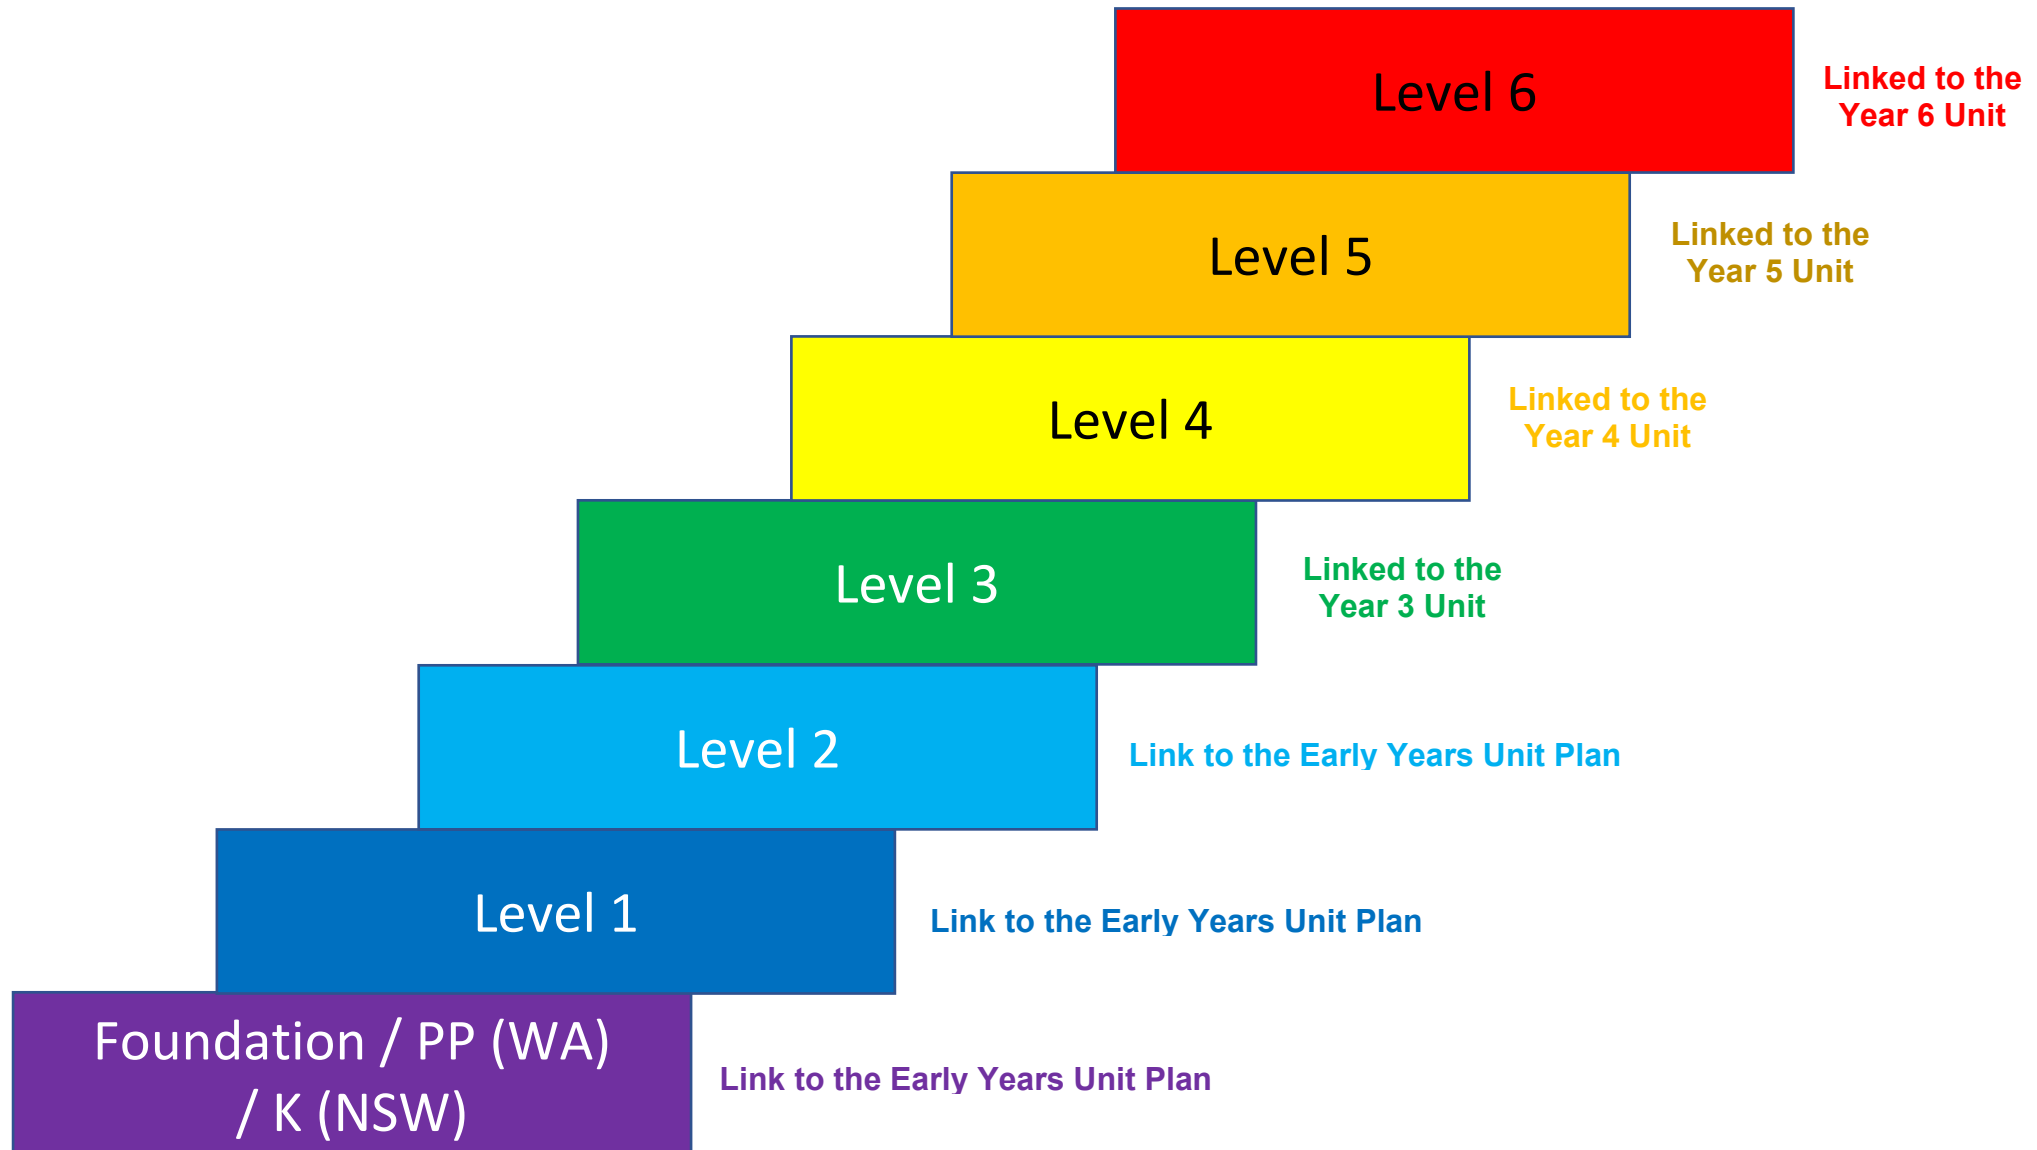 Level 6
Linked to the
Year 6 Unit
Level 5
Linked to the
Year 5 Unit
Level 4
Linked to the
Year 4 Unit
Level 3
Linked to the
Year 3 Unit
Level 2
Link to the Early Years Unit Plan
Level 1
Link to the Early Years Unit Plan
Foundation / PP (WA)
/ K (NSW)
Link to the Early Years Unit Plan